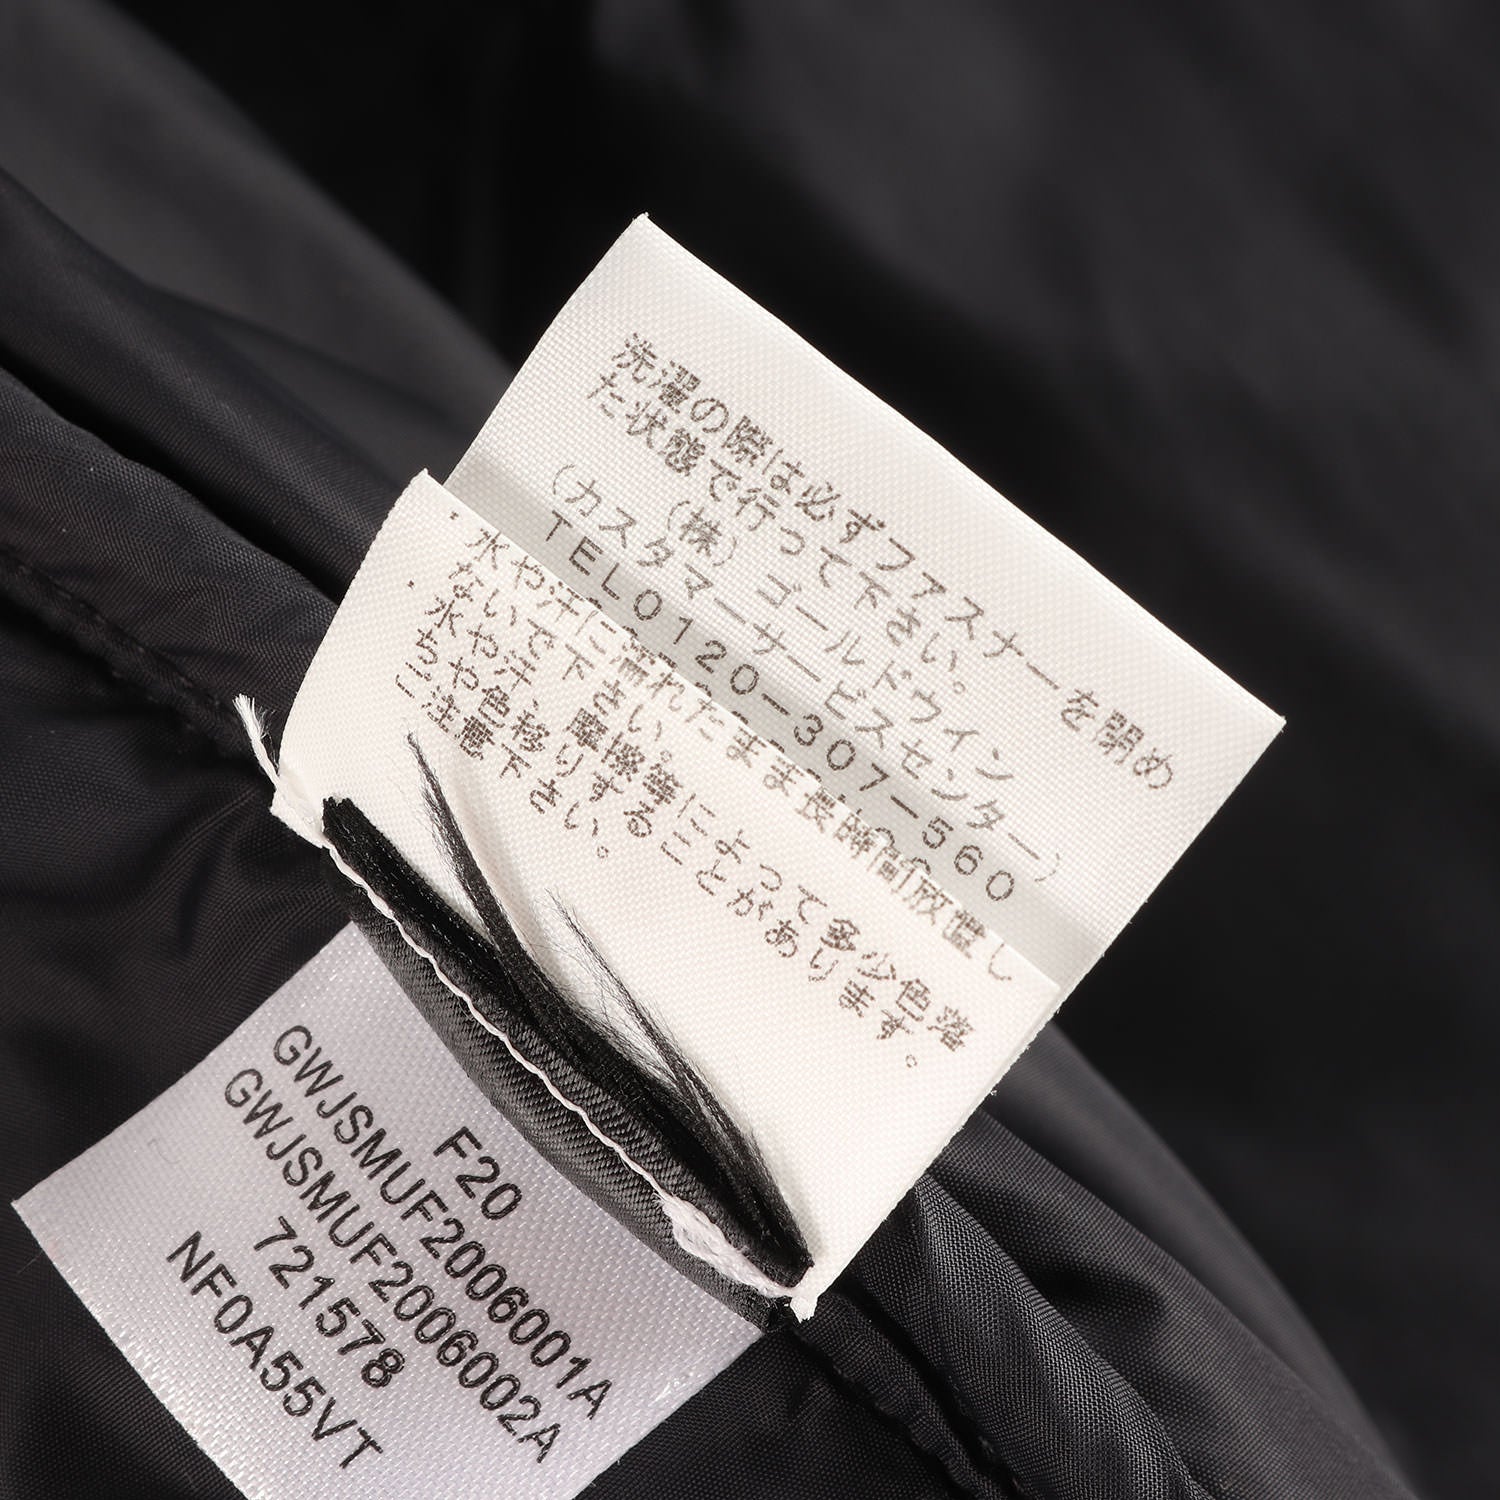 洗濯の際は必ずファスナーを閉め
た状態で行って下さい。
(株)ゴールドウイン
(カスタマーサービスセンター)
TEL0120-307-560
・水や汗に濡れたまま長時間放置し
ないで下さい。
・水や汗、摩擦等によって多少色落
ちや色移りすることがあります。
ご注意下さい。
F20
GWJSMUF2006001A
GWJSMUF2006002A
721578
NF0A55VT